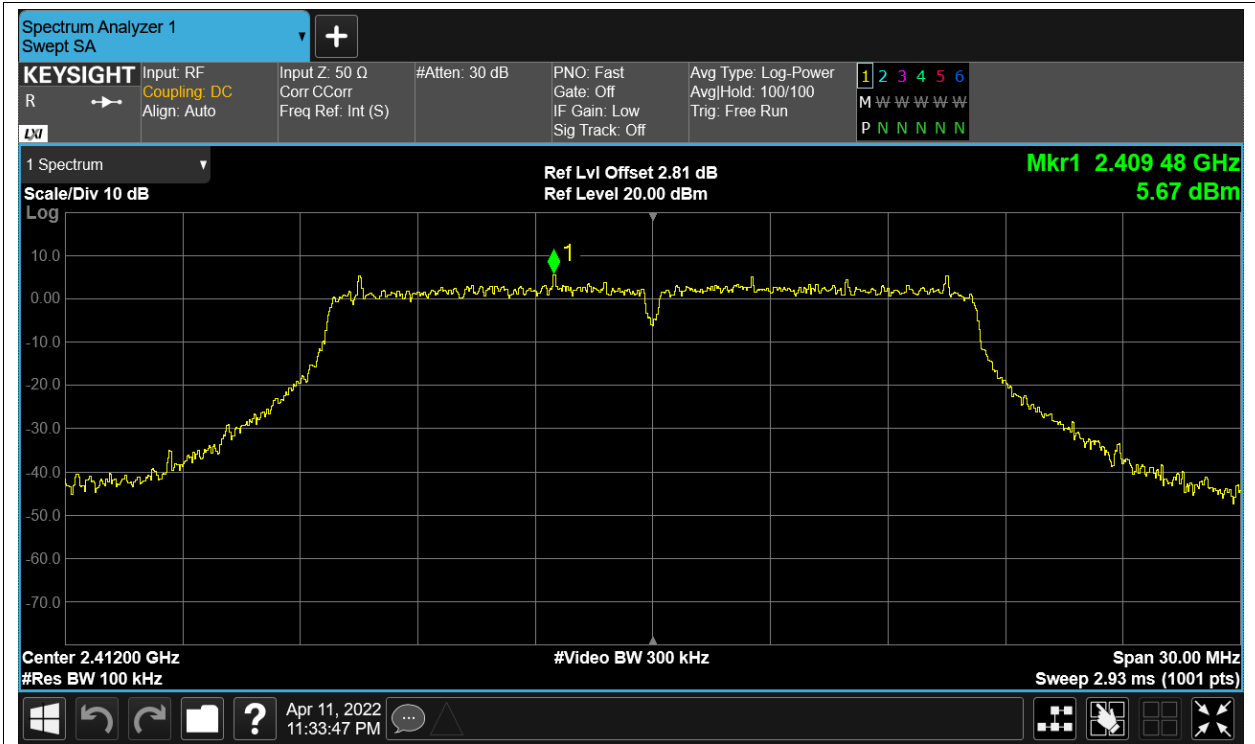 Spectrum Analyzer 1
Swept SA
KEYSIGHT
R
LXI
Input: RF
Coupling: DC
Align: Auto
Input Z: 50 Ω
Corr CCorr
Freq Ref: Int (S)
#Atten: 30 dB
PNO: Fast
Gate: Off
IF Gain: Low
Sig Track: Off
Avg Type: Log-Power
Avg|Hold: 100/100
Trig: Free Run
1 2 3 4 5 6
M W W W W W
P N N N N N
1 Spectrum
Scale/Div 10 dB
Log
Ref Lvl Offset 2.81 dB
Ref Level 20.00 dBm
Mkr1 2.409 48 GHz
5.67 dBm
1
10.0
0.00
-10.0
-20.0
-30.0
-40.0
-50.0
-60.0
-70.0
Center 2.41200 GHz
#Res BW 100 kHz
#Video BW 300 kHz
Span 30.00 MHz
Sweep 2.93 ms (1001 pts)
?
Apr 11, 2022
11:33:47 PM